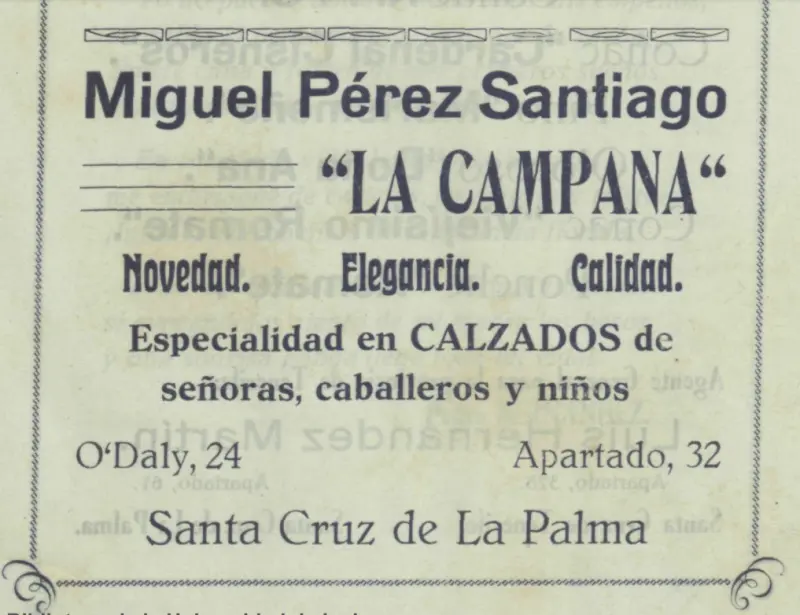 Miguel Pérez Santiago
"LA CAMPANA“
Novedad. Elegancia. Calidad.
Especialidad en CALZADOS de
señoras, caballeros y niños
O‘Daly, 24 Apartado, 32
Santa Cruz de La Palma